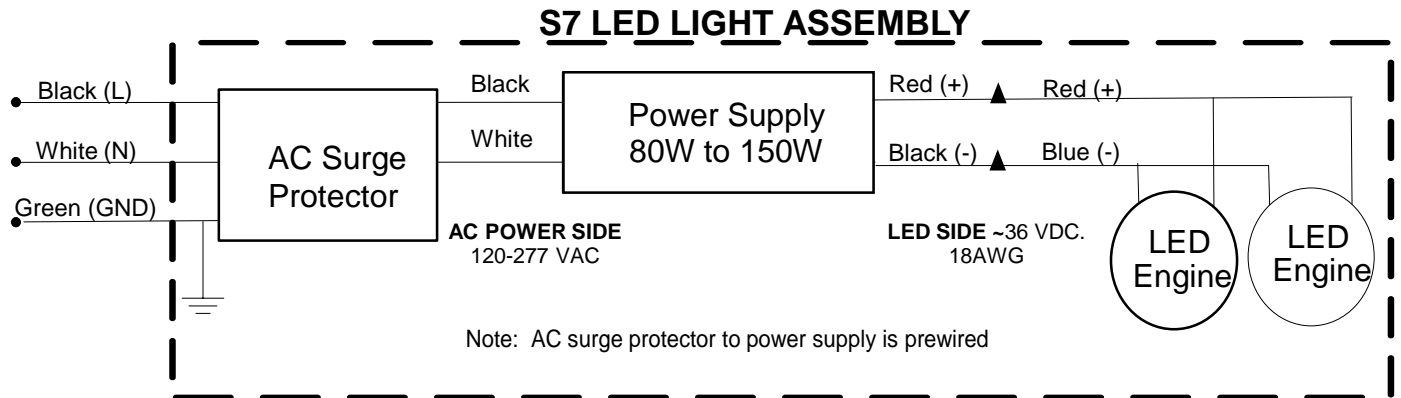 S7 LED LIGHT ASSEMBLY
Black (L)
White (N)
Green (GND)
AC Surge
Protector
Black
White
Power Supply
80W to 150W
Red (+)
Red (+)
Black (-)
Blue (-)
AC POWER SIDE
120-277 VAC
LED SIDE ~36 VDC.
18AWG
LED
Engine
LED
Engine
Note: AC surge protector to power supply is prewired